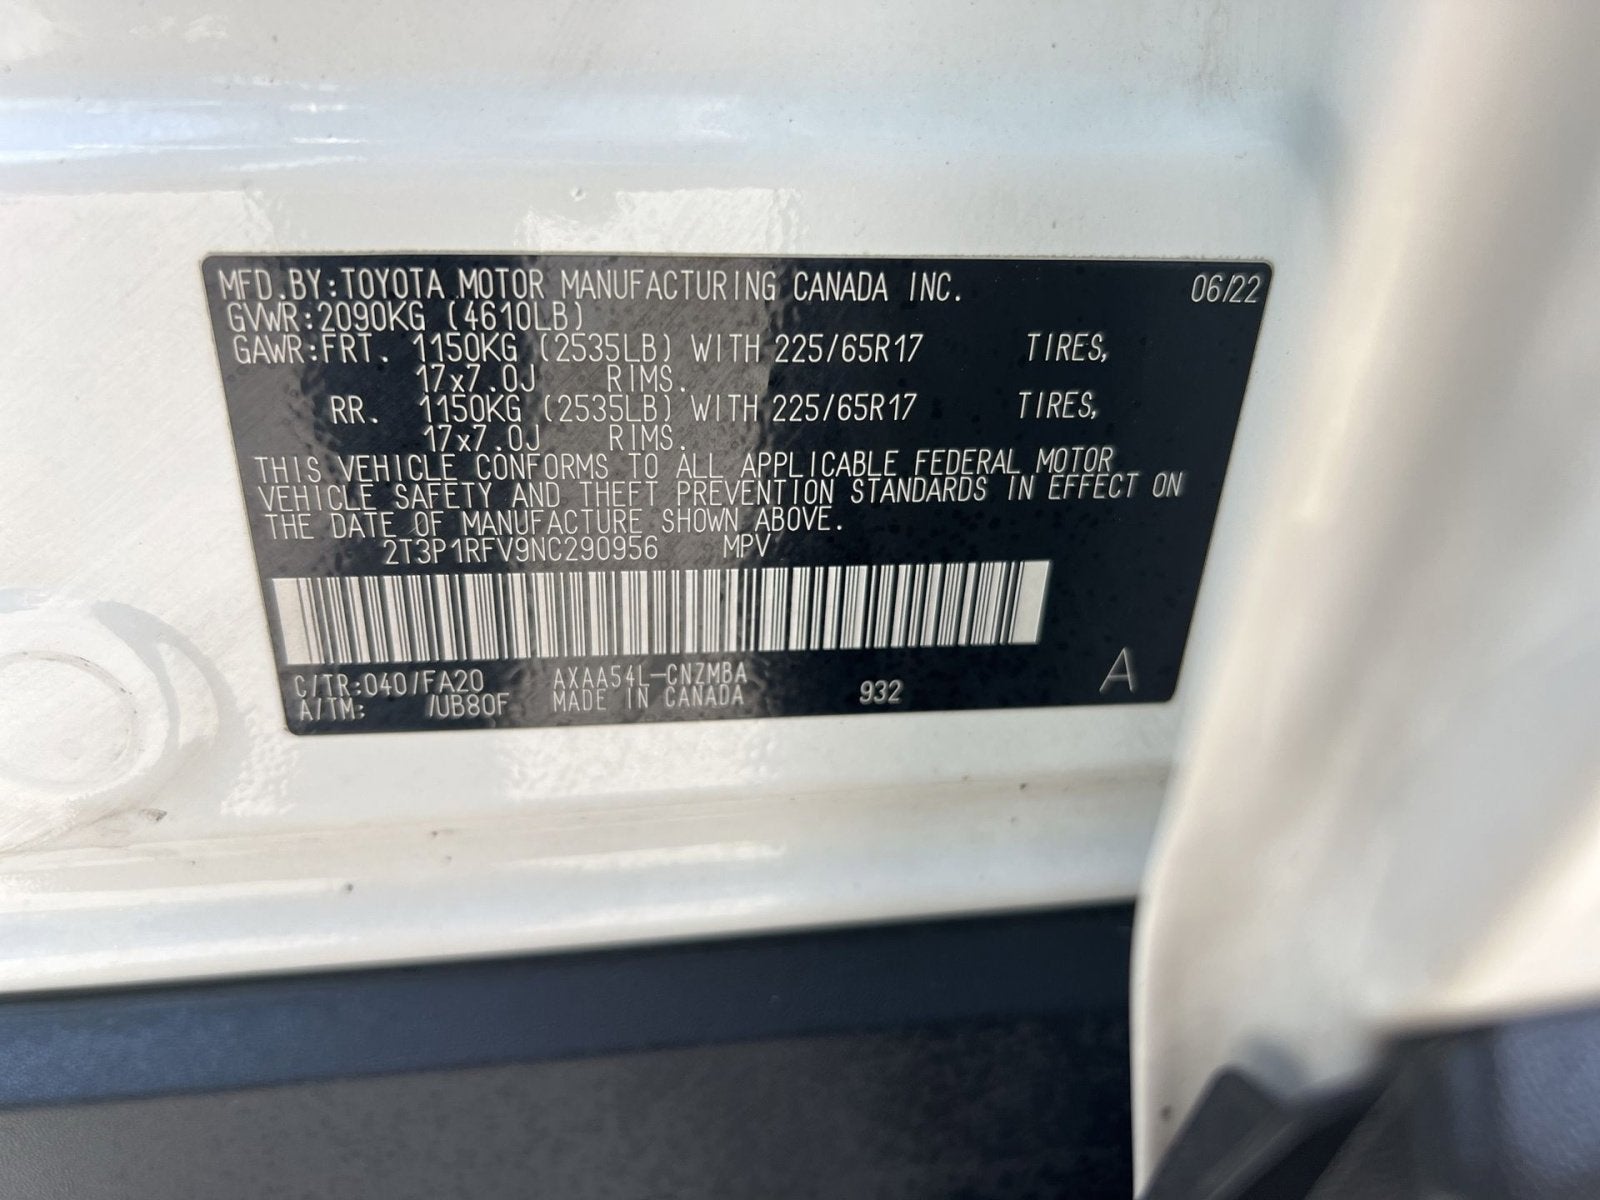 MFD.BY:TOYOTA MOTOR MANUFACTURING CANADA INC. 06/22
GVWR:2090KG (4610LB)
GAWR:FRT. 1150KG (2535LB) WITH 225/65R17 TIRES,
17x7.0J RIMS.
RR. 1150KG (2535LB) WITH 225/65R17 TIRES,
17x7.0J RIMS.
THIS VEHICLE CONFORMS TO ALL APPLICABLE FEDERAL MOTOR
VEHICLE SAFETY AND THEFT PREVENTION STANDARDS IN EFFECT ON
THE DATE OF MANUFACTURE SHOWN ABOVE.
2T3P1RFV9NC290956 MPV
C/TR:040/FA20 AXAA54L-CNZMBA
A/TM: /UB80F MADE IN CANADA 932 A